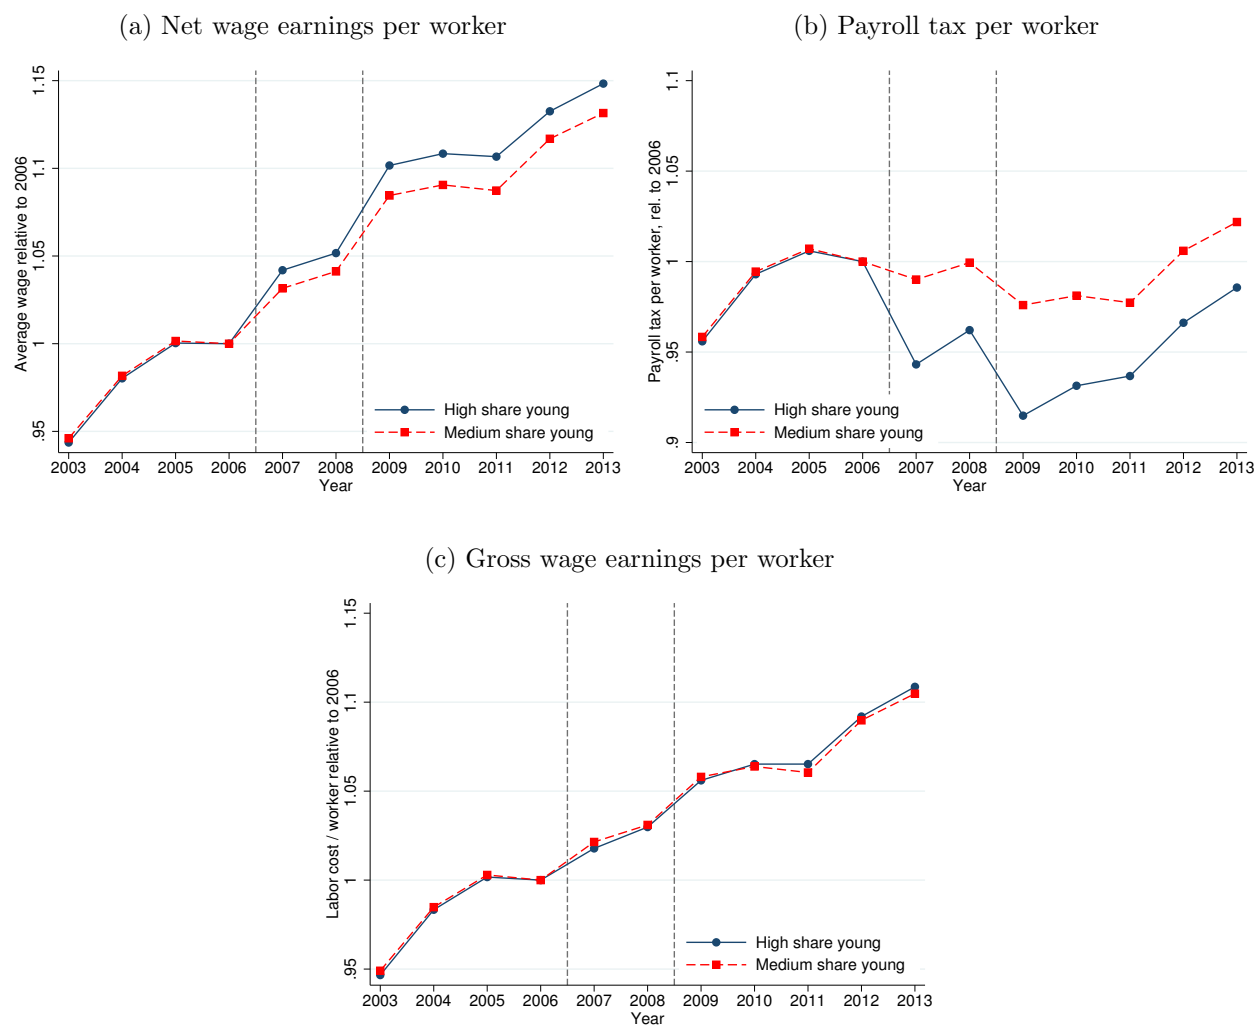 (a) Net wage earnings per worker
Average wage relative to 2006
1.15
1.1
1.05
1
.95
High share young
Medium share young
2003 2004 2005 2006 2007 2008 2009 2010 2011 2012 2013
Year
(b) Payroll tax per worker
Payroll tax per worker, rel. to 2006
1.1
1.05
1
.95
.9
High share young
Medium share young
2003 2004 2005 2006 2007 2008 2009 2010 2011 2012 2013
Year
(c) Gross wage earnings per worker
Labor cost / worker relative to 2006
1.15
1.1
1.05
1
.95
High share young
Medium share young
2003 2004 2005 2006 2007 2008 2009 2010 2011 2012 2013
Year